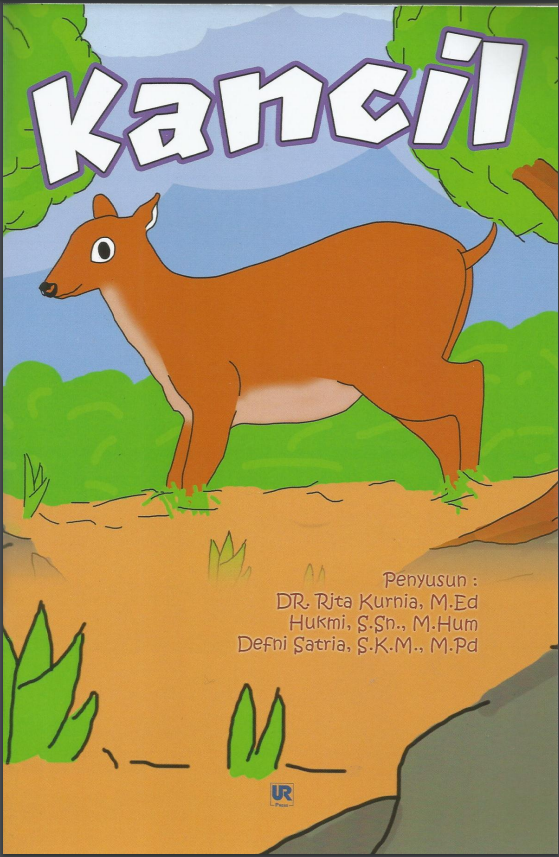 Kancil
Penyusun :
DR. Rita Kurnia, M.Ed
Hukmi, S.Sn., M.Hum
Defni Satria, S.K.M., M.Pd
UR
Press